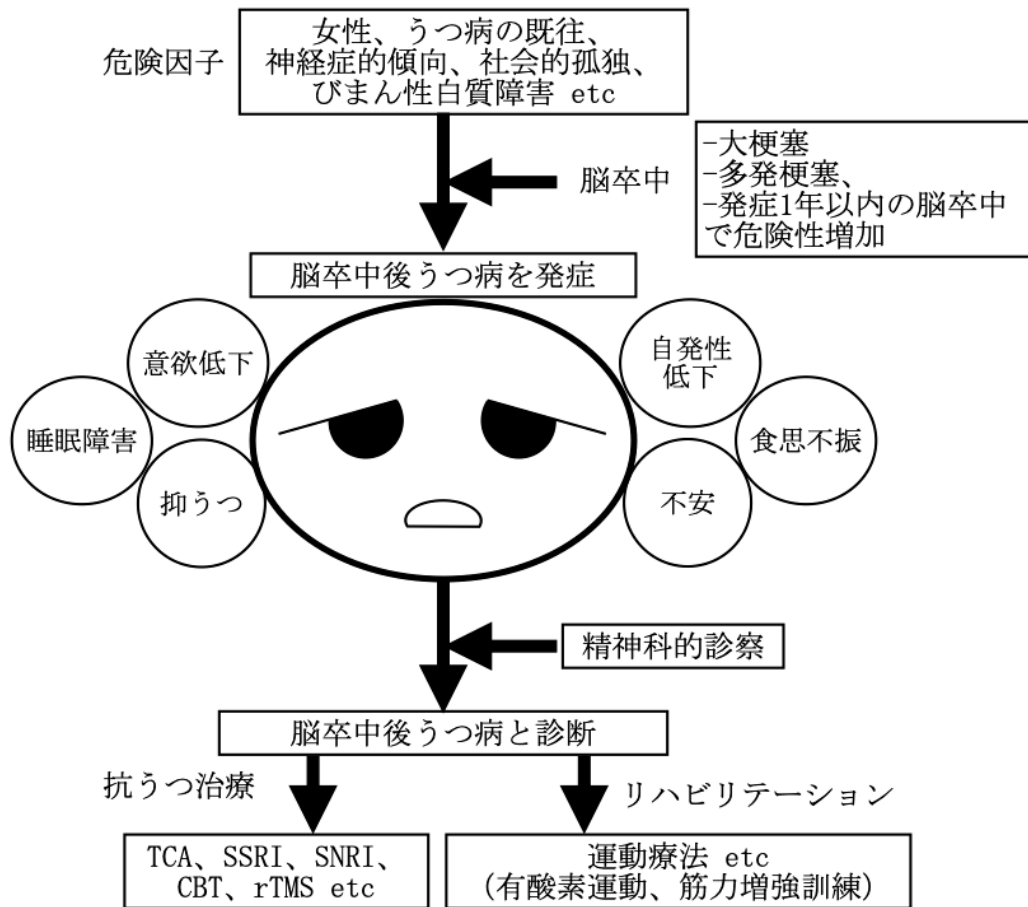 危険因子
女性、うつ病の既往、
神経症的傾向、社会的孤独、
びまん性白質障害 etc
脳卒中
-大梗塞
-多発梗塞、
-発症1年以内の脳卒中
で危険性増加
脳卒中後うつ病を発症
意欲低下
睡眠障害
抑うつ
自発性
低下
食思不振
不安
精神科的診察
脳卒中後うつ病と診断
抗うつ治療
リハビリテーション
TCA、SSRI、SNRI、
CBT、rTMS etc
運動療法 etc
(有酸素運動、筋力増強訓練)